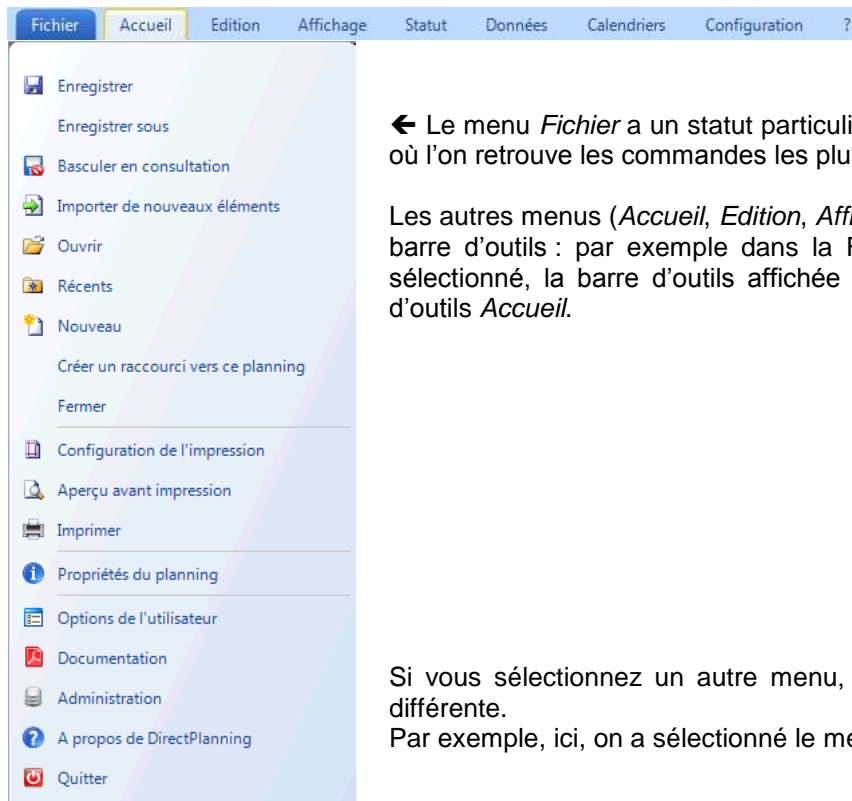 Fichier Accueil Edition Affichage Statut Données Calendriers Configuration ?
Enregistrer
Enregistrer sous
Basculer en consultation
Importer de nouveaux éléments
Ouvrir
Récents
Nouveau
Créer un raccourci vers ce planning
Fermer
Configuration de l'impression
Aperçu avant impression
Imprimer
Propriétés du planning
Options de l'utilisateur
Documentation
Administration
A propos de DirectPlanning
Quitter
← Le menu Fichier a un statut particuli
où l’on retrouve les commandes les plu
Les autres menus (Accueil, Edition, Aff
barre d’outils : par exemple dans la
sélectionné, la barre d’outils affichée
d’outils Accueil.
Si vous sélectionnez un autre menu,
différente.
Par exemple, ici, on a sélectionné le me